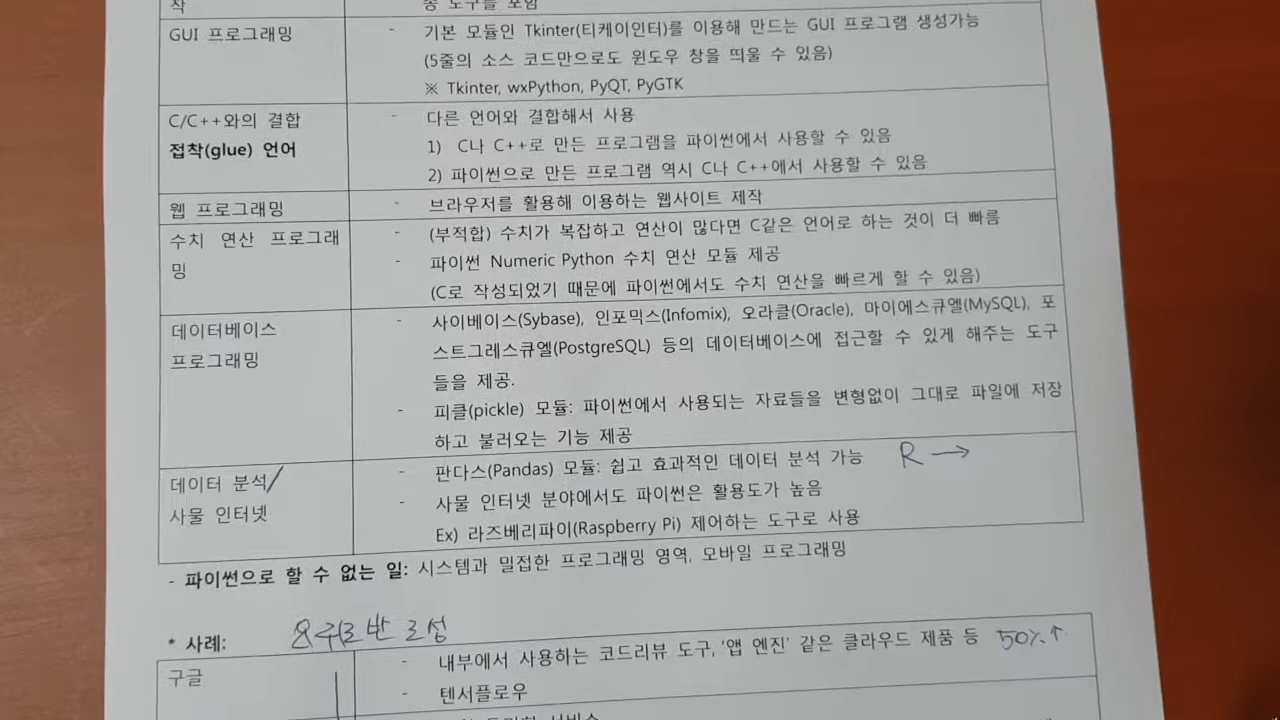 작
종 도구를 포함
GUI 프로그래밍
- 기본 모듈인 Tkinter(티케이인터)를 이용해 만드는 GUI 프로그램 생성가능
(5줄의 소스 코드만으로도 윈도우 창을 띄울 수 있음)
※ Tkinter, wxPython, PyQT, PyGTK
C/C++와의 결합
접착(glue) 언어
- 다른 언어와 결합해서 사용
1) C나 C++로 만든 프로그램을 파이썬에서 사용할 수 있음
2) 파이썬으로 만든 프로그램 역시 C나 C++에서 사용할 수 있음
웹 프로그래밍
- 브라우저를 활용해 이용하는 웹사이트 제작
수치 연산 프로그래
밍
- (부적합) 수치가 복잡하고 연산이 많다면 C같은 언어로 하는 것이 더 빠름
- 파이썬 Numeric Python 수치 연산 모듈 제공
(C로 작성되었기 때문에 파이썬에서도 수치 연산을 빠르게 할 수 있음)
데이터베이스
프로그래밍
- 사이베이스(Sybase), 인포믹스(Infomix), 오라클(Oracle), 마이에스큐엘(MySQL), 포
스트그레스큐엘(PostgreSQL) 등의 데이터베이스에 접근할 수 있게 해주는 도구
들을 제공.
- 피클(pickle) 모듈: 파이썬에서 사용되는 자료들을 변형없이 그대로 파일에 저장
하고 불러오는 기능 제공
데이터 분석/
사물 인터넷
- 판다스(Pandas) 모듈: 쉽고 효과적인 데이터 분석 가능 R →
- 사물 인터넷 분야에서도 파이썬은 활용도가 높음
Ex) 라즈베리파이(Raspberry Pi) 제어하는 도구로 사용
- 파이썬으로 할 수 없는 일: 시스템과 밀접한 프로그래밍 영역, 모바일 프로그래밍
* 사례:
구글
- 내부에서 사용하는 코드리뷰 도구, '앱 엔진' 같은 클라우드 제품 등 50%↑
- 텐서플로우